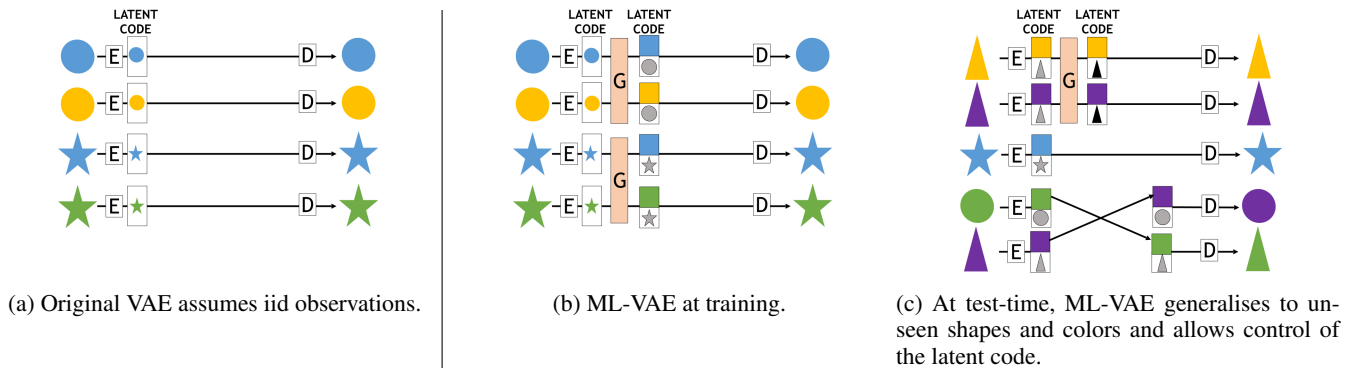 LATENT
CODE
E
D
E
D
E
D
E
D
(a) Original VAE assumes iid observations.
LATENT
CODE
LATENT
CODE
E
D
G
E
D
E
D
G
E
D
(b) ML-VAE at training.
LATENT
CODE
LATENT
CODE
E
D
G
E
D
E
D
E
D
E
D
(c) At test-time, ML-VAE generalises to un-
seen shapes and colors and allows control of
the latent code.